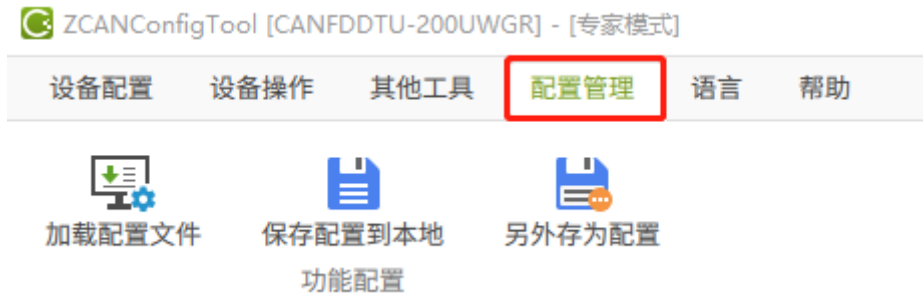 ZCANConfigTool [CANFDDTU-200UWGR] - [专家模式]
设备配置 设备操作 其他工具 配置管理 语言 帮助
加载配置文件 保存配置到本地 另外存为配置
功能配置